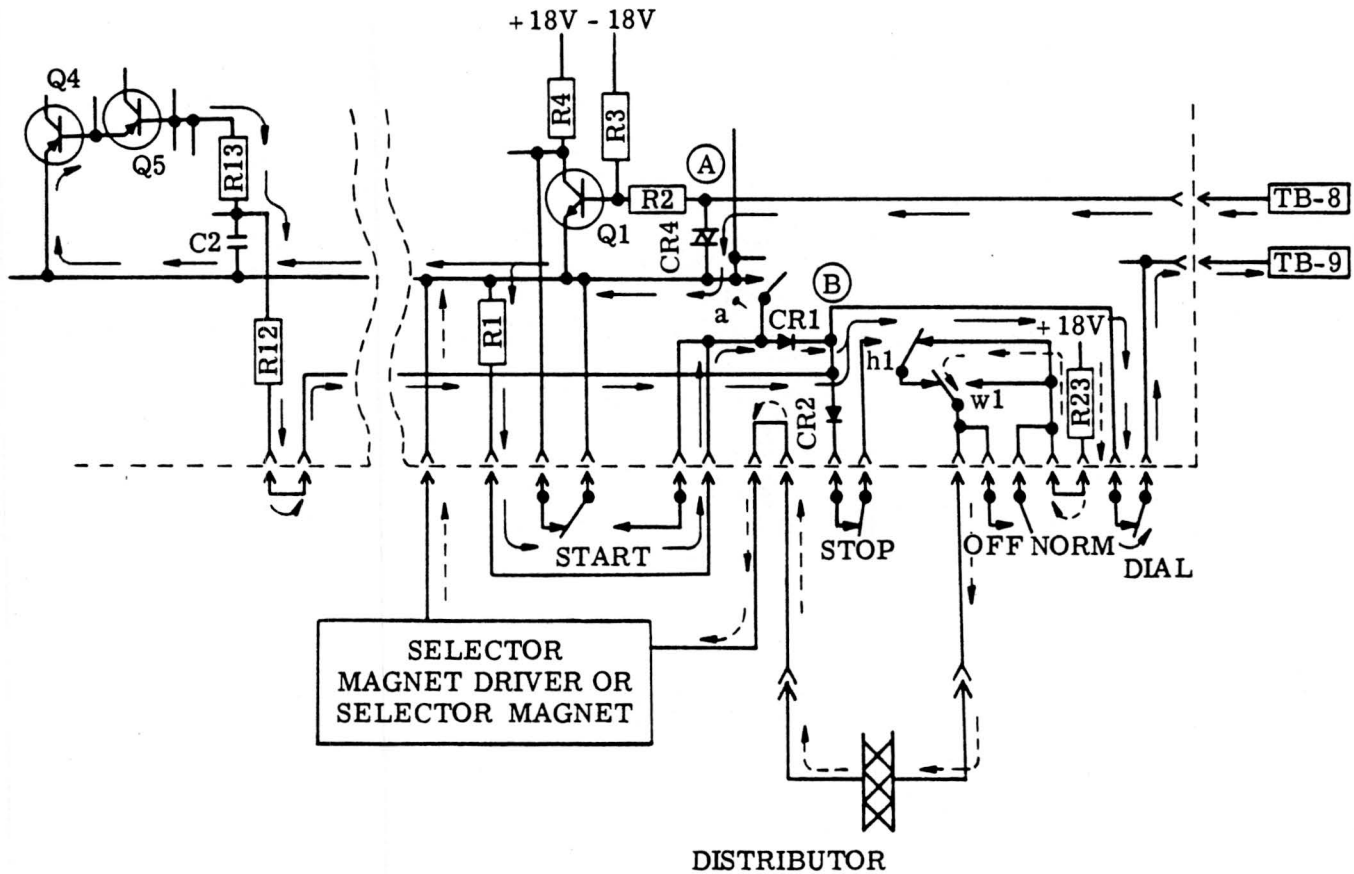 + 18V - 18V
Q4
Q5
R13
C2
R12
R4
R3
R2
Q1
A
CR4
TB-8
TB-9
R1
a
CR1
B
+ 18V
h1
w1
R23
CR2
START
STOP
OFF NORM
DIAL
SELECTOR
MAGNET DRIVER OR
SELECTOR MAGNET
DISTRIBUTOR